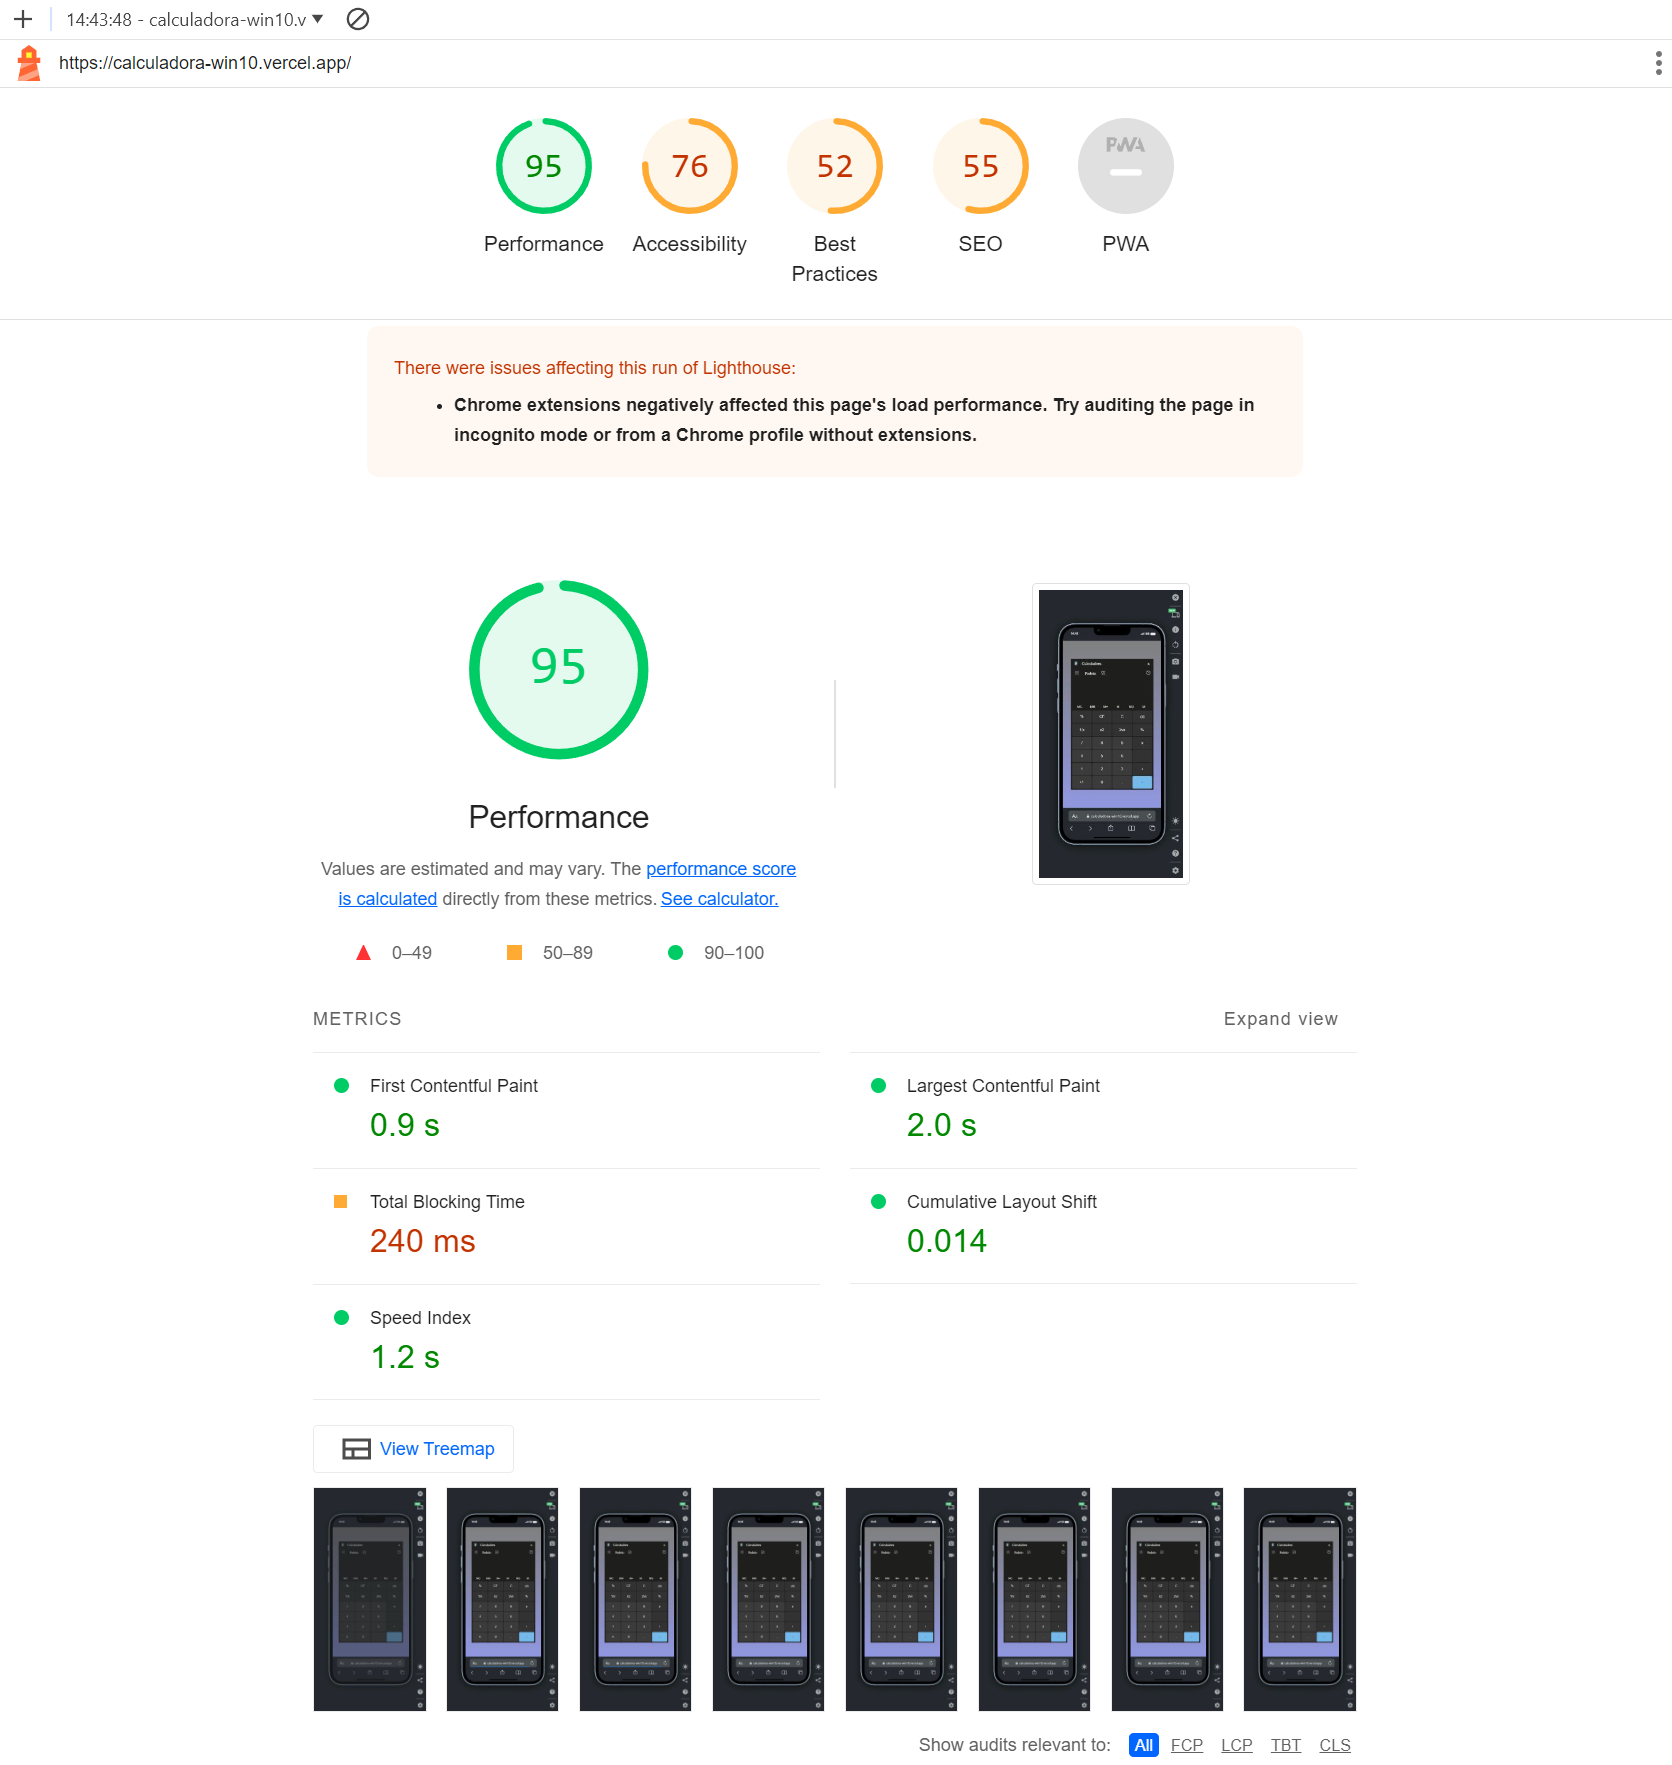 14:43:48 - calculadora-win10.v
https://calculadora-win10.vercel.app/
95
76
52
55
PWA
Performance
Accessibility
Best
Practices
SEO
PWA
There were issues affecting this run of Lighthouse:
Chrome extensions negatively affected this page's load performance. Try auditing the page in
incognito mode or from a Chrome profile without extensions.
95
Performance
Values are estimated and may vary. The performance score
is calculated directly from these metrics. See calculator.
0–49
50–89
90–100
METRICS
Expand view
First Contentful Paint
0.9 s
Largest Contentful Paint
2.0 s
Total Blocking Time
240 ms
Cumulative Layout Shift
0.014
Speed Index
1.2 s
View Treemap
Show audits relevant to: All FCP LCP TBT CLS